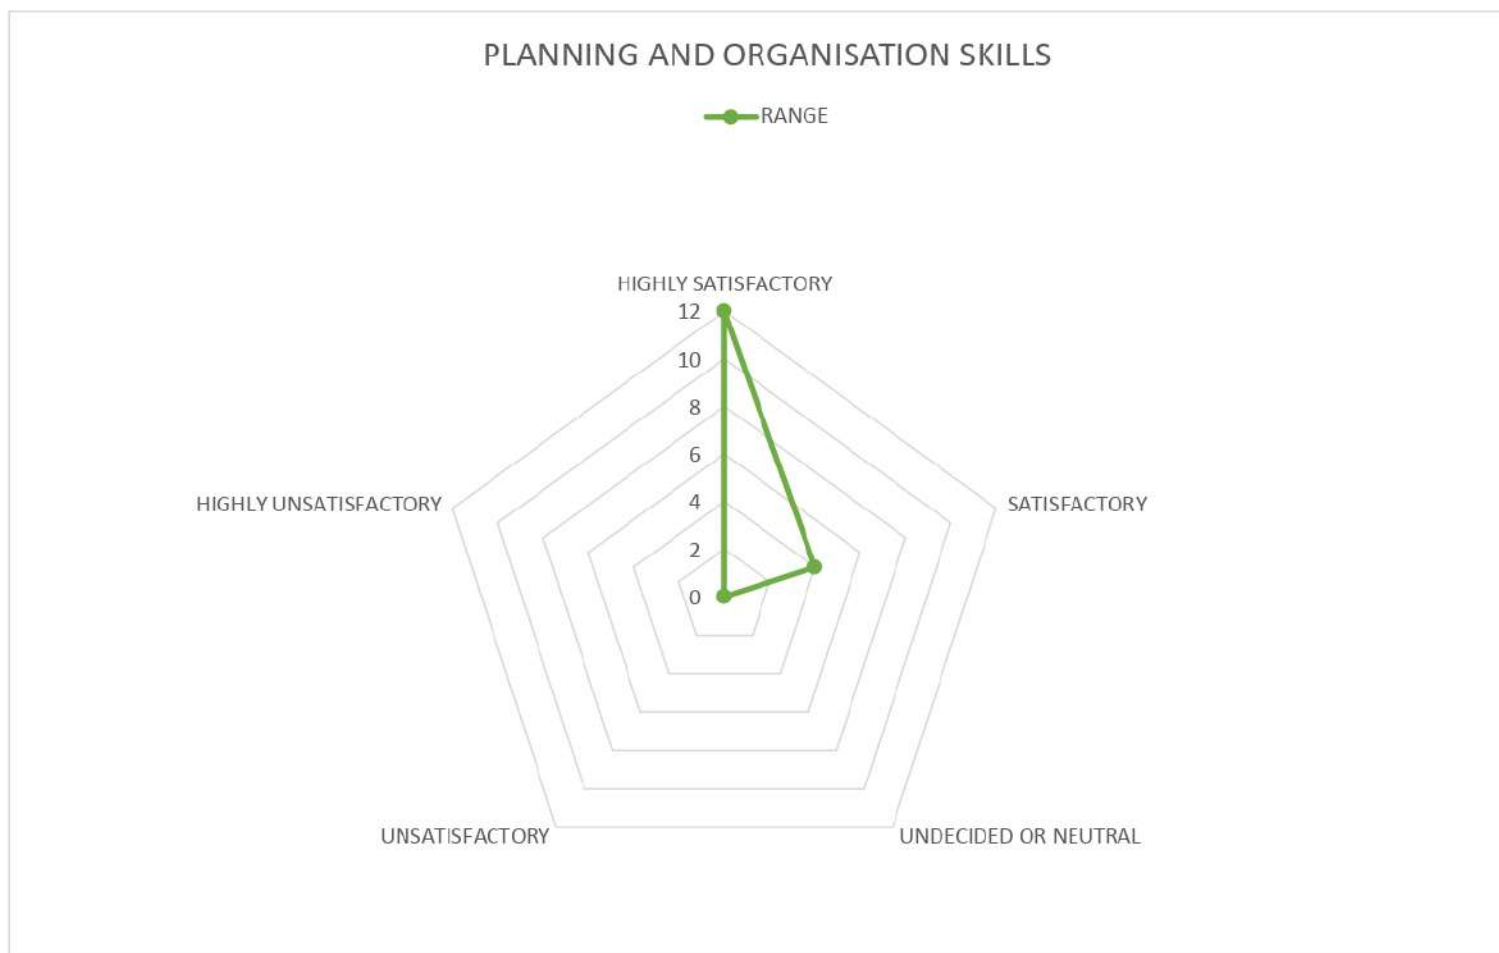 PLANNING AND ORGANISATION SKILLS
RANGE
HIGHLY SATISFACTORY
12
10
8
6
4
2
0
HIGHLY UNSATISFACTORY
SATISFACTORY
UNSATISFACTORY
UNDECIDED OR NEUTRAL